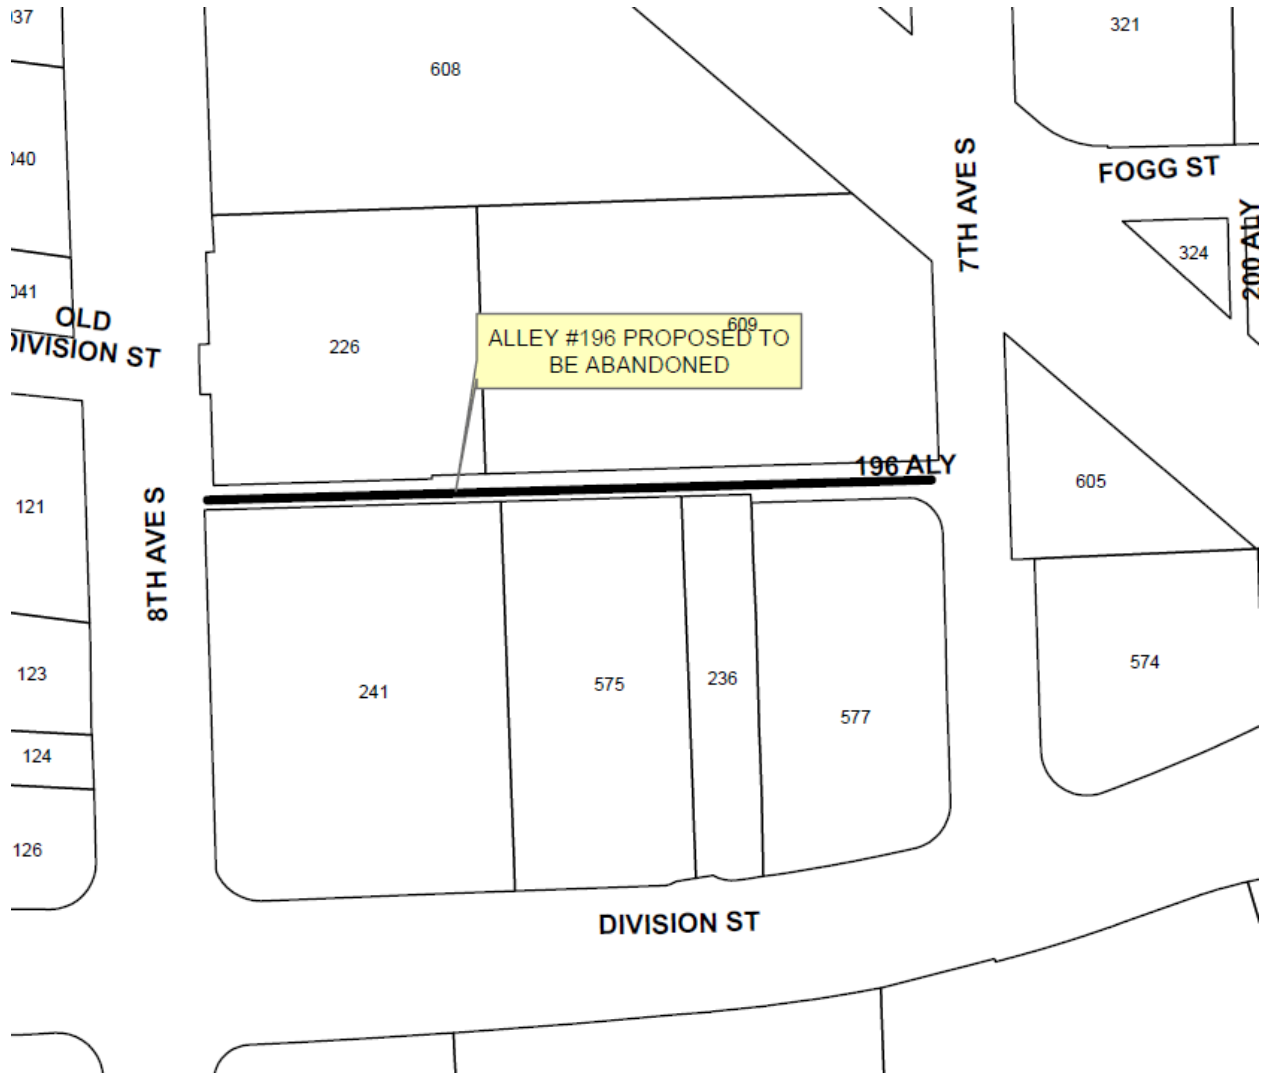 321
608
FOGG ST
7TH AVE S
200 ALY
324
OLD
DIVISION ST
226
609
ALLEY #196 PROPOSED TO
BE ABANDONED
196 ALY
605
121
8TH AVE S
123
241
575
236
577
574
124
126
DIVISION ST